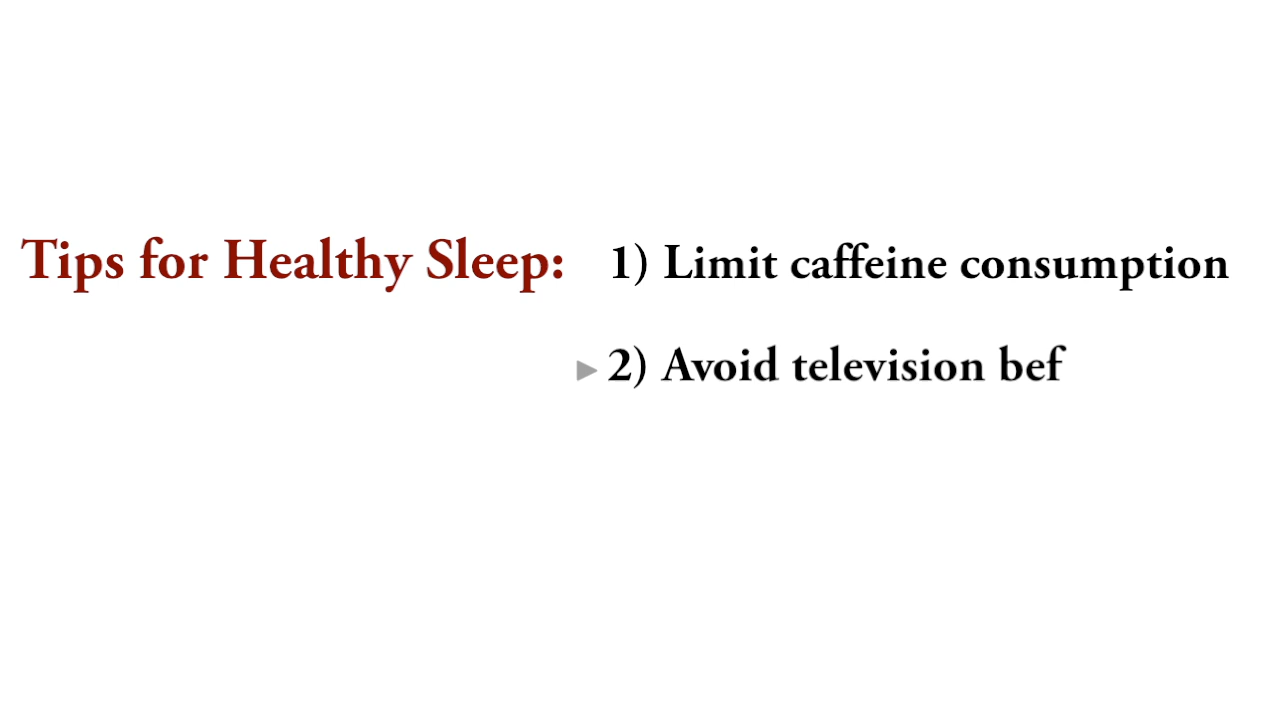 Tips for Healthy Sleep: 1) Limit caffeine consumption
2) Avoid television bef